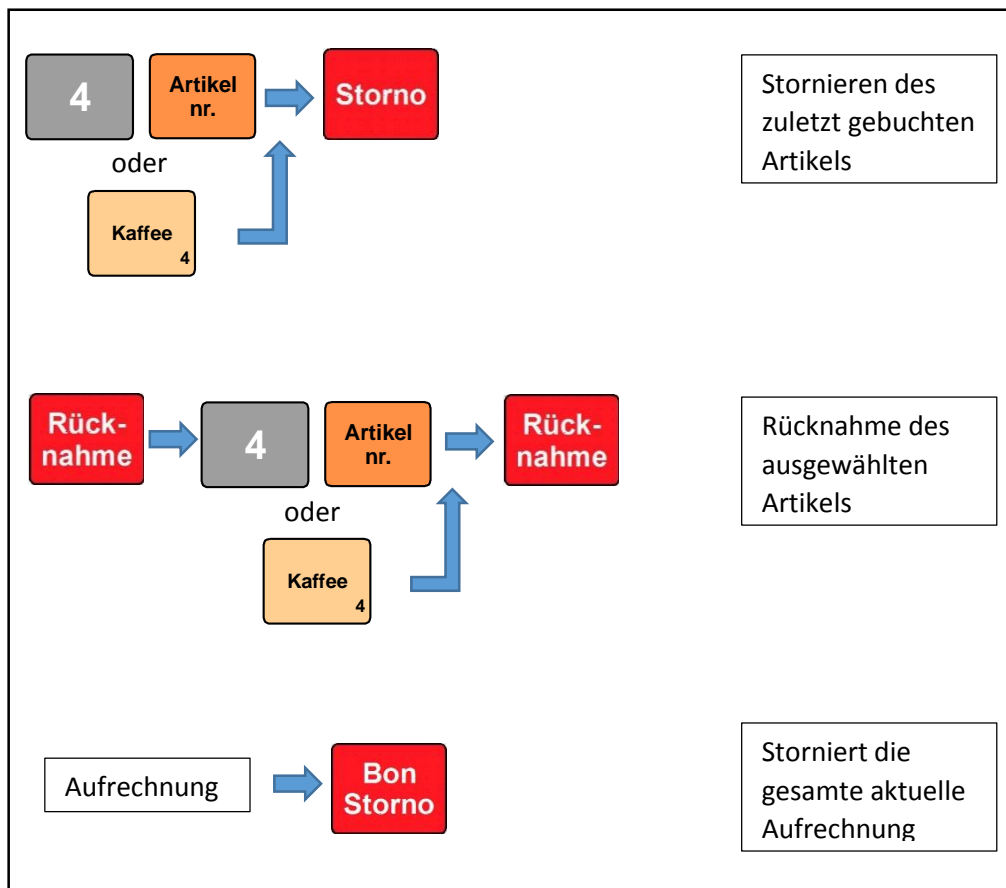 4
Artikel
nr.
Storno
oder
Kaffee
4
Stornieren des
zuletzt gebuchten
Artikels
Rück-
nahme
4
Artikel
nr.
Rück-
nahme
oder
Kaffee
4
Rücknahme des
ausgewählten
Artikels
Aufrechnung
Bon
Storno
Storniert die
gesamte aktuelle
Aufrechnung